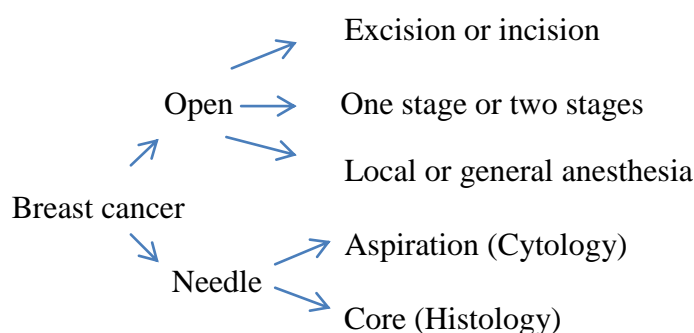 Excision or incision
Open
One stage or two stages
Local or general anesthesia
Breast cancer
Aspiration (Cytology)
Needle
Core (Histology)